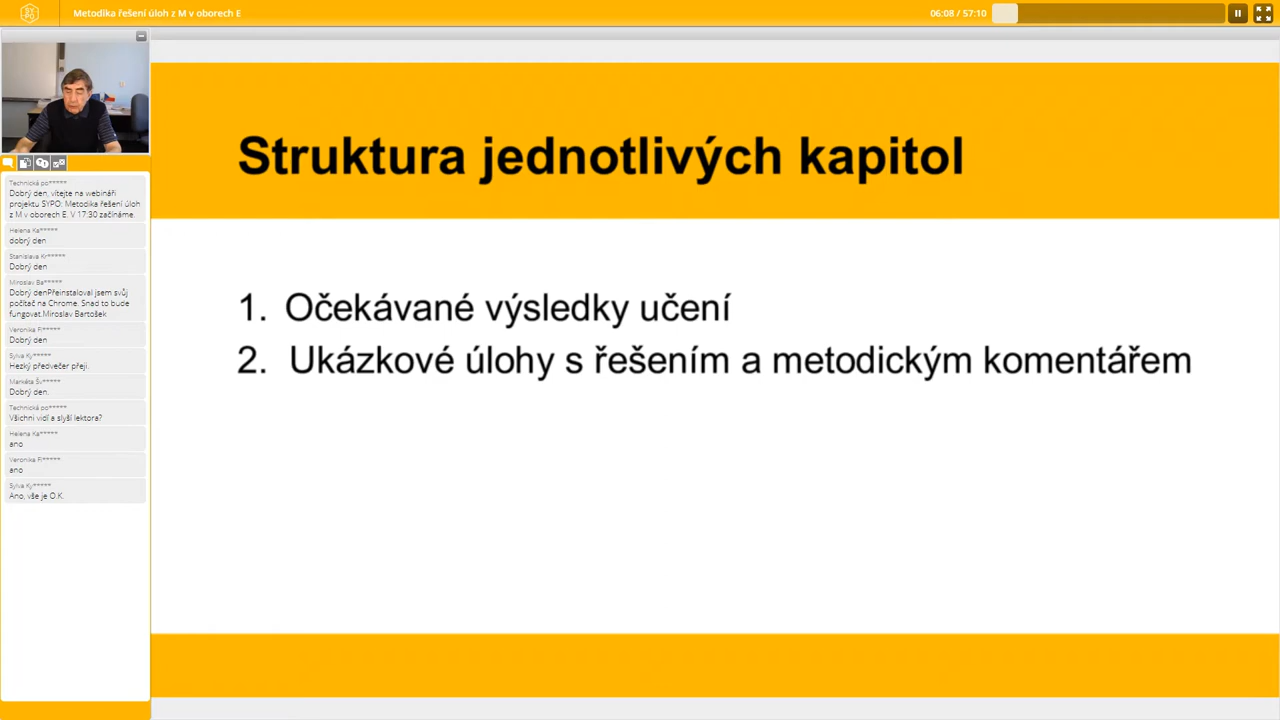 SYPO
Metodika řešení úloh z M v oborech E
06:08 / 57:10
Struktura jednotlivých kapitol
1. Očekávané výsledky učení
2. Ukázkové úlohy s řešením a metodickým komentářem
Technická po*****
Dobrý den, vítejte na webináři
projektu SYPO: Metodika řešení úloh
z M v oborech E. V 17:30 začínáme.
Helena Ka*****
dobrý den
Stanislava Kr*****
Dobrý den
Miroslav Ba*****
Dobrý denPřeinstaloval jsem svůj
počítač na Chrome. Snad to bude
fungovat.Miroslav Bartošek
Veronika Fi*****
Dobrý den
Sylva Ky*****
Hezký předvečer přeji.
Markéta Šv*****
Dobrý den.
Technická po*****
Všichni vidí a slyší lektora?
Helena Ka*****
ano
Veronika Fi*****
ano
Sylva Ky*****
Ano, vše je O.K.